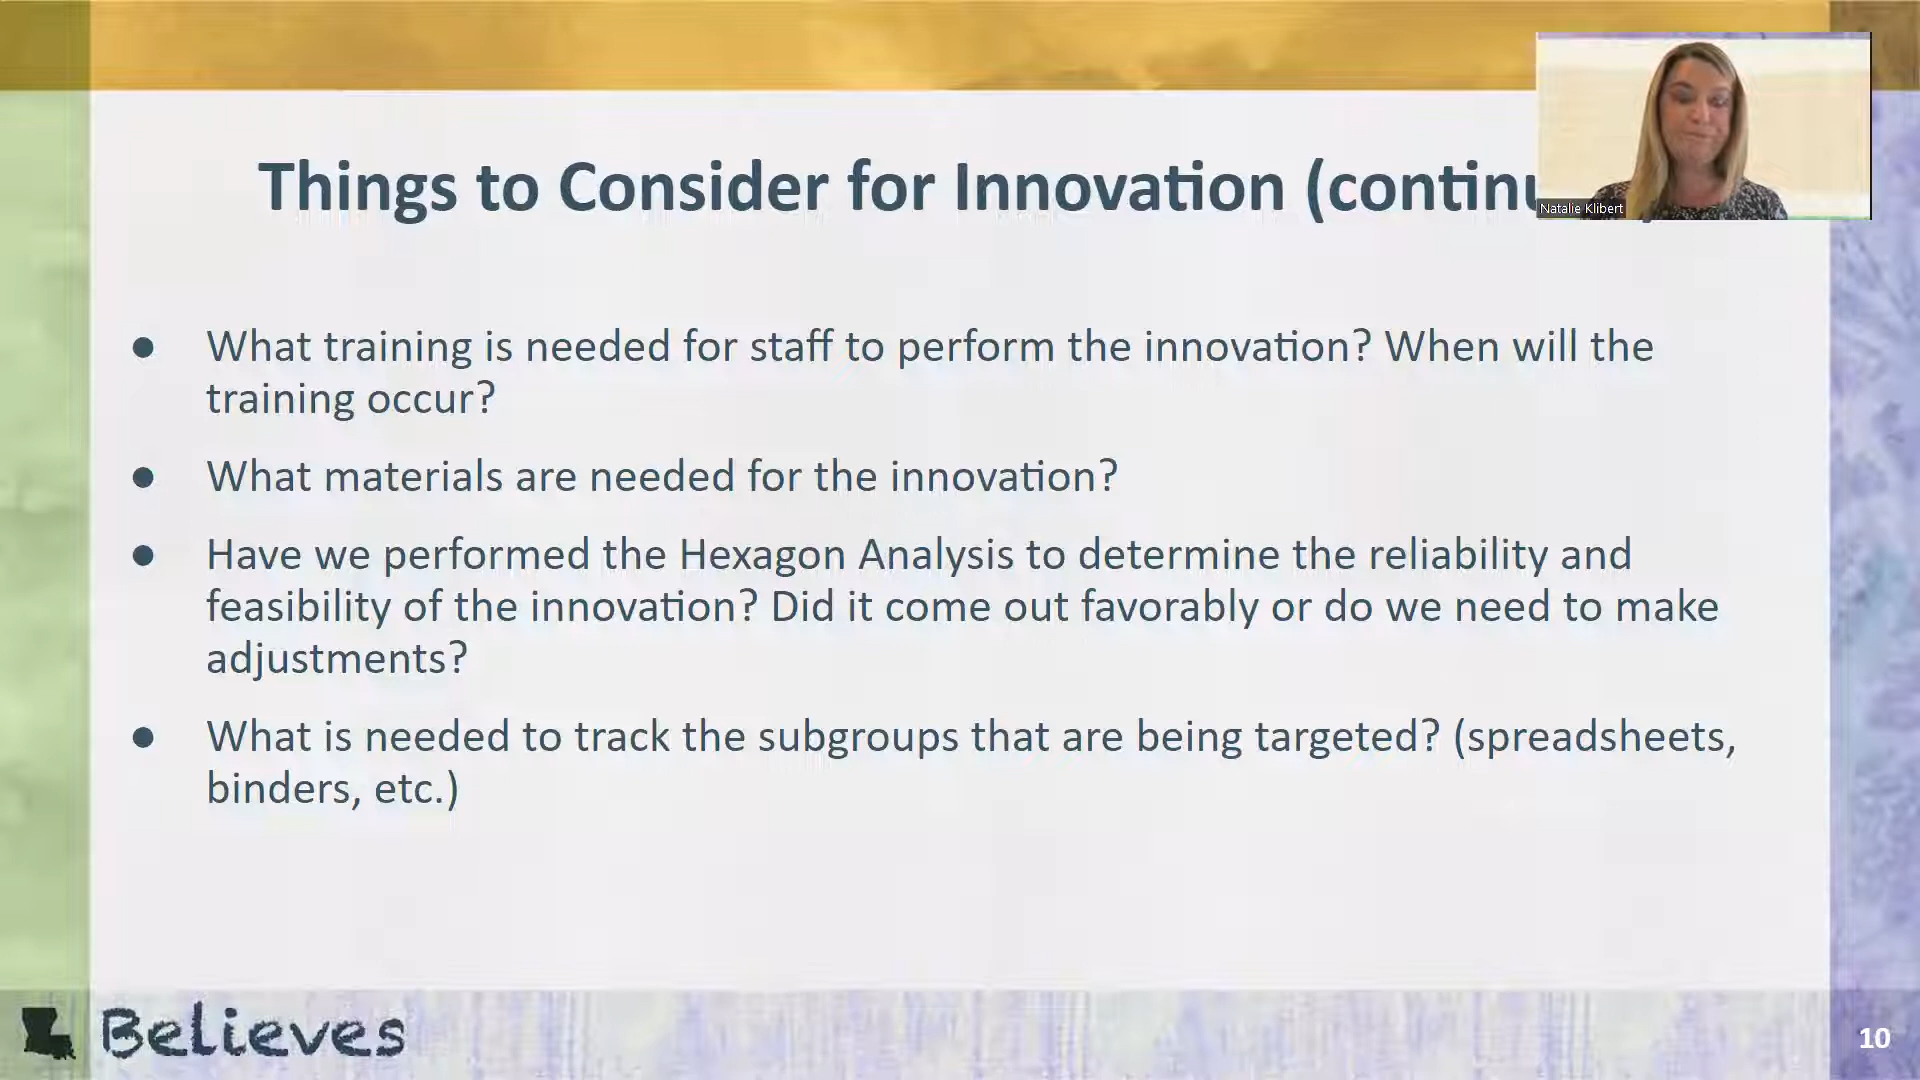 Things to Consider for Innovation (continu
Natalie Klibert
● What training is needed for staff to perform the innovation? When will the
training occur?
● What materials are needed for the innovation?
● Have we performed the Hexagon Analysis to determine the reliability and
feasibility of the innovation? Did it come out favorably or do we need to make
adjustments?
● What is needed to track the subgroups that are being targeted? (spreadsheets,
binders, etc.)
Believes
10